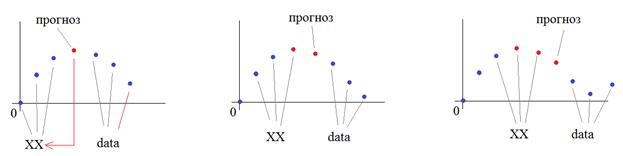 прогноз
0
XX
data
прогноз
0
XX
data
прогноз
0
XX
data